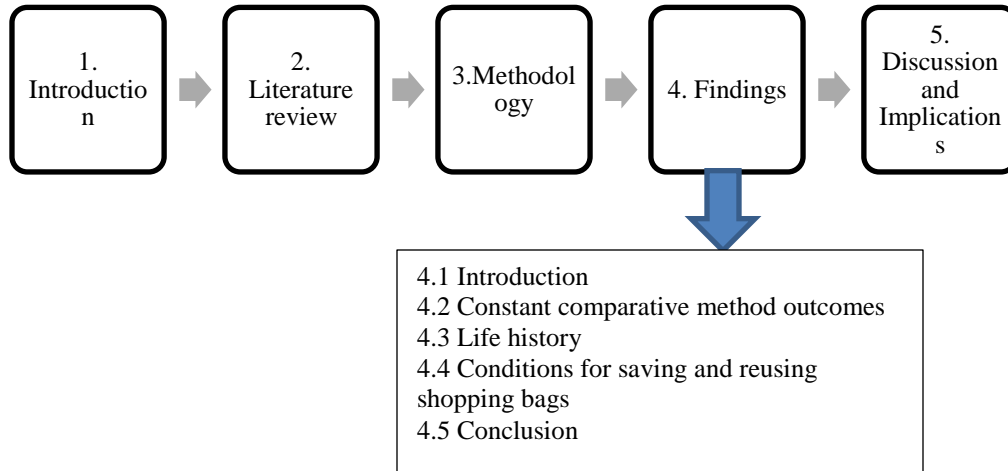 1.
Introductio
n
2.
Literature
review
3.Methodol
ogy
4. Findings
5.
Discussion
and
Implication
s
4.1 Introduction
4.2 Constant comparative method outcomes
4.3 Life history
4.4 Conditions for saving and reusing
shopping bags
4.5 Conclusion